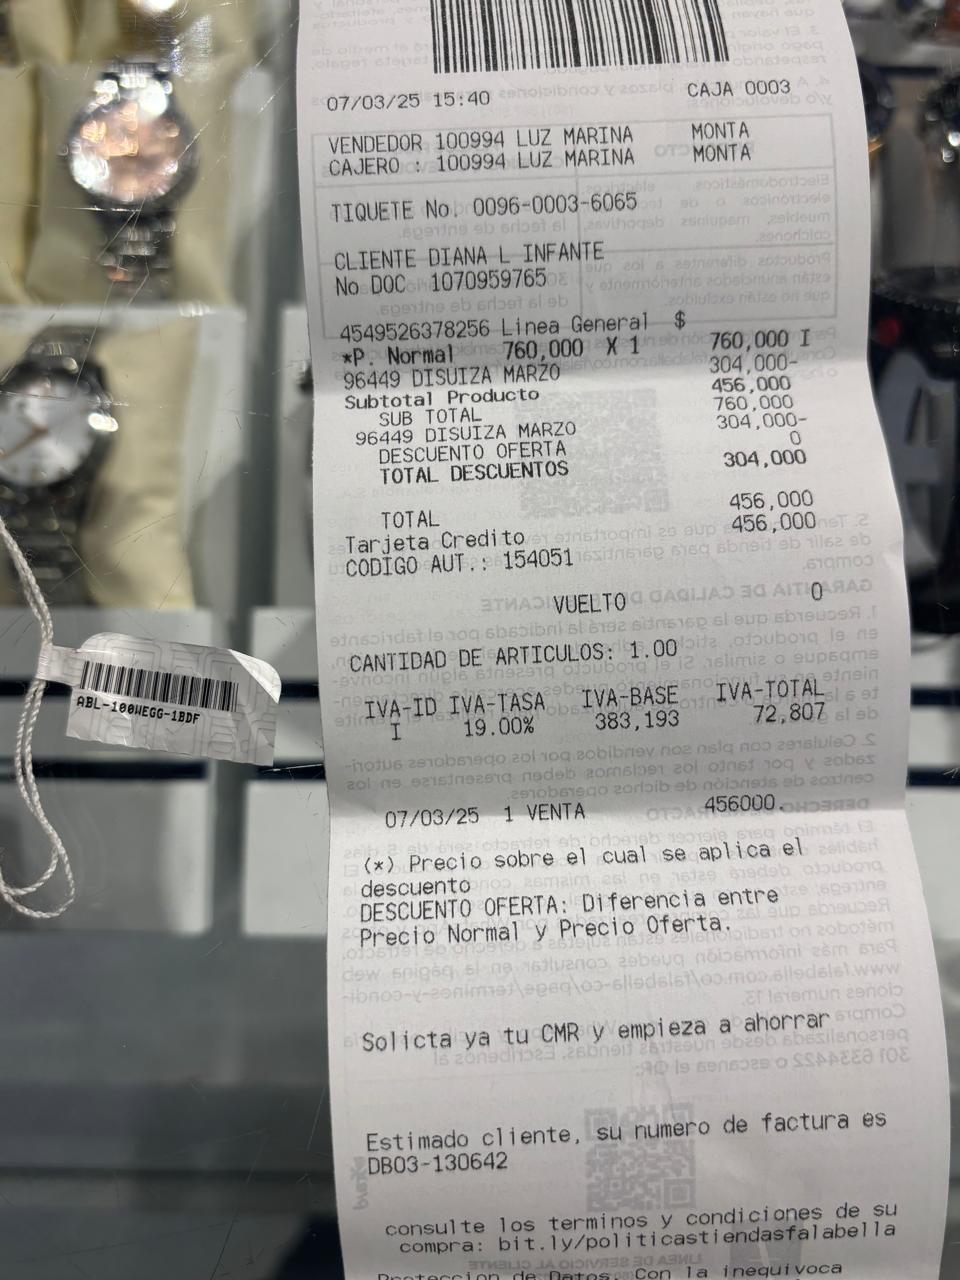 07/03/25 15:40 CAJA 0003
VENDEDOR 100994 LUZ MARINA MONTA
CAJERO : 100994 LUZ MARINA MONTA
TIQUETE No. 0096-0003-6065
CLIENTE DIANA L INFANTE
No DOC 1070959765
4549526378256 Linea General $
*P. Normal 760,000 X 1 760,000 I
96449 DISUIZA MARZO 304,000-
Subtotal Producto 456,000
SUB TOTAL 760,000
96449 DISUIZA MARZO 304,000-
DESCUENTO OFERTA 0
TOTAL DESCUENTOS 304,000
TOTAL 456,000
Tarjeta Credito 456,000
CODIGO AUT.: 154051
VUELTO 0
CANTIDAD DE ARTICULOS: 1.00
IVA-ID IVA-TASA IVA-BASE IVA-TOTAL
I 19.00% 383,193 72,807
07/03/25 1 VENTA 456000.
(*) Precio sobre el cual se aplica el
descuento
DESCUENTO OFERTA: Diferencia entre
Precio Normal y Precio Oferta.
Solicta ya tu CMR y empieza a ahorrar
Estimado cliente, su numero de factura es
DB03-130642
consulte los terminos y condiciones de su
compra: bit.ly/politicastiendasfalabella
Proteccion de Datos. Con la inequivoca
ABL-100WEGG-1BDF